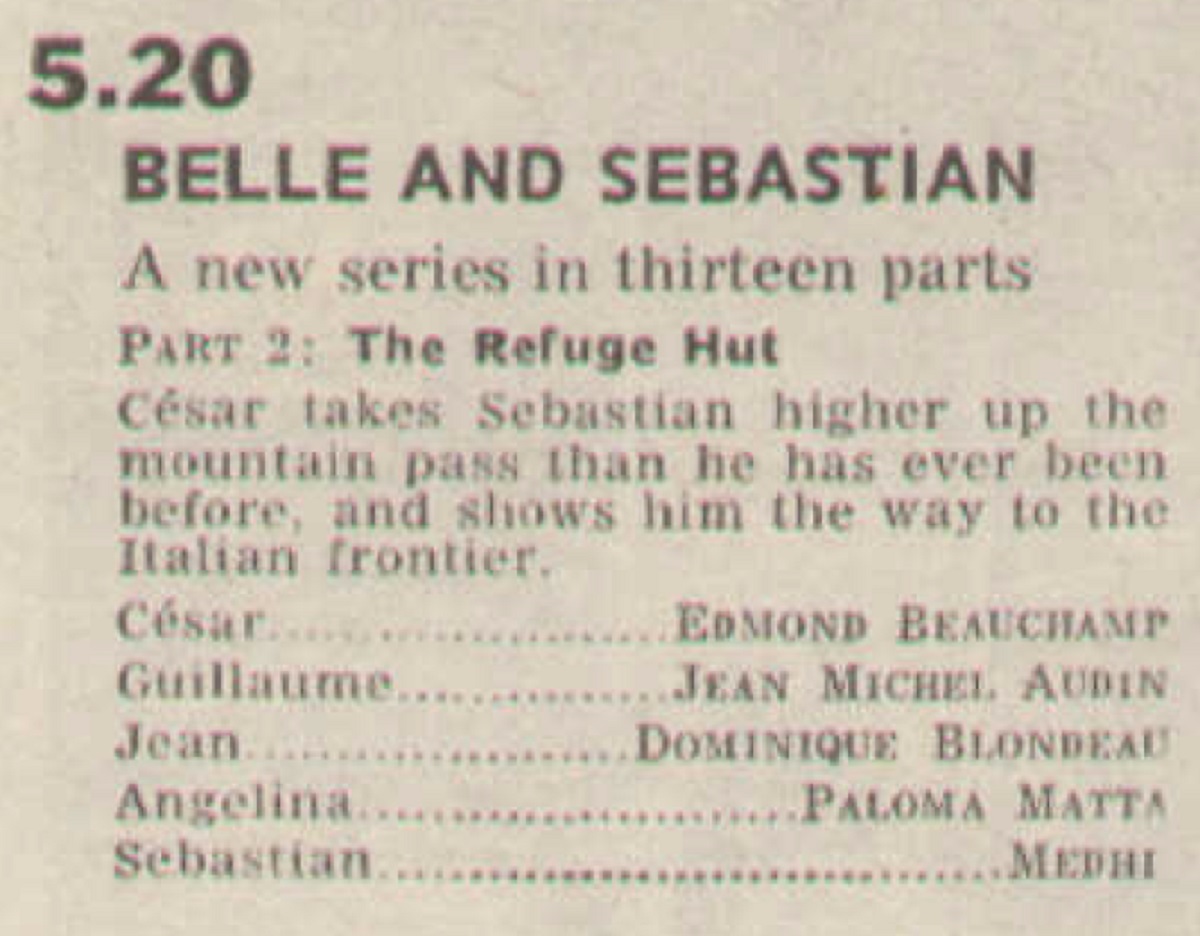 5.20
BELLE AND SEBASTIAN
A new series in thirteen parts
PART 2: The Refuge Hut
César takes Sebastian higher up the
mountain pass than he has ever been
before, and shows him the way to the
Italian frontier.
César.......................EDMOND BEAUCHAMP
Guillaume...............JEAN MICHEL AUDIN
Jean......................DOMINIQUE BLONDEAU
Angelina.........................PALOMA MATTA
Sebastian....................................MEDHI